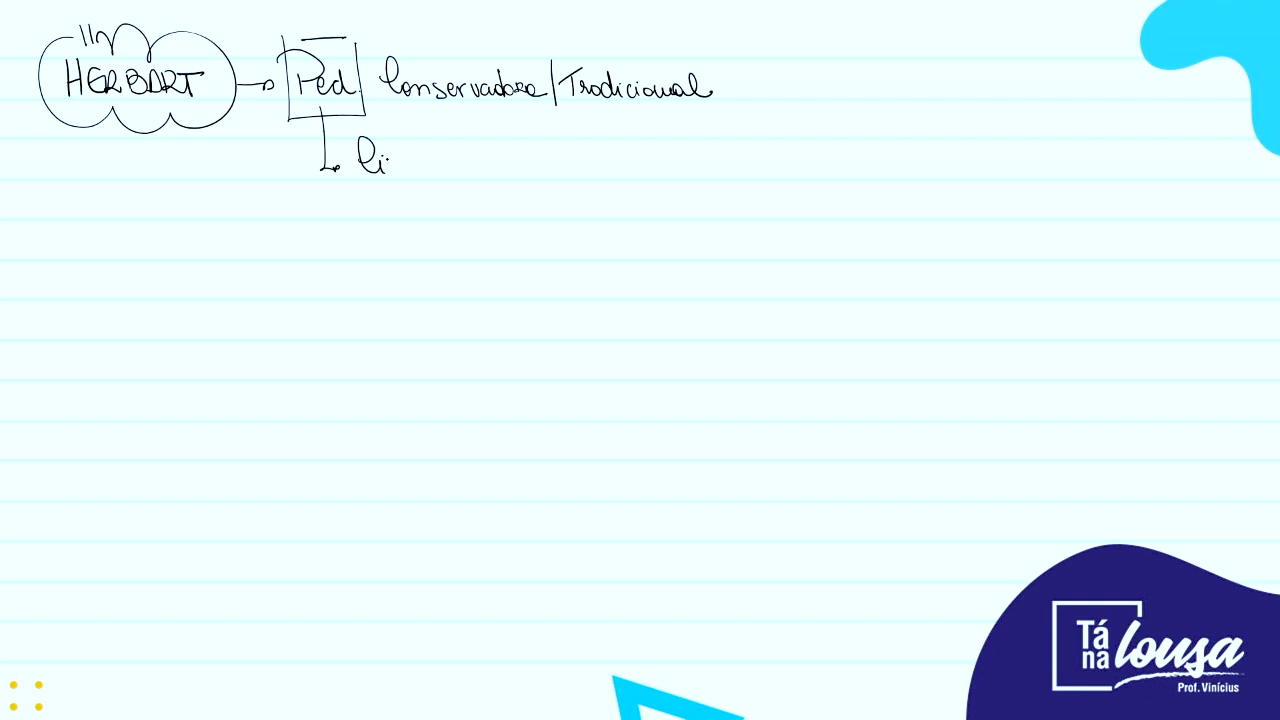 HERBART → Ped. Conservadora/Tradicional
Tá na lousa
Prof. Vinícius